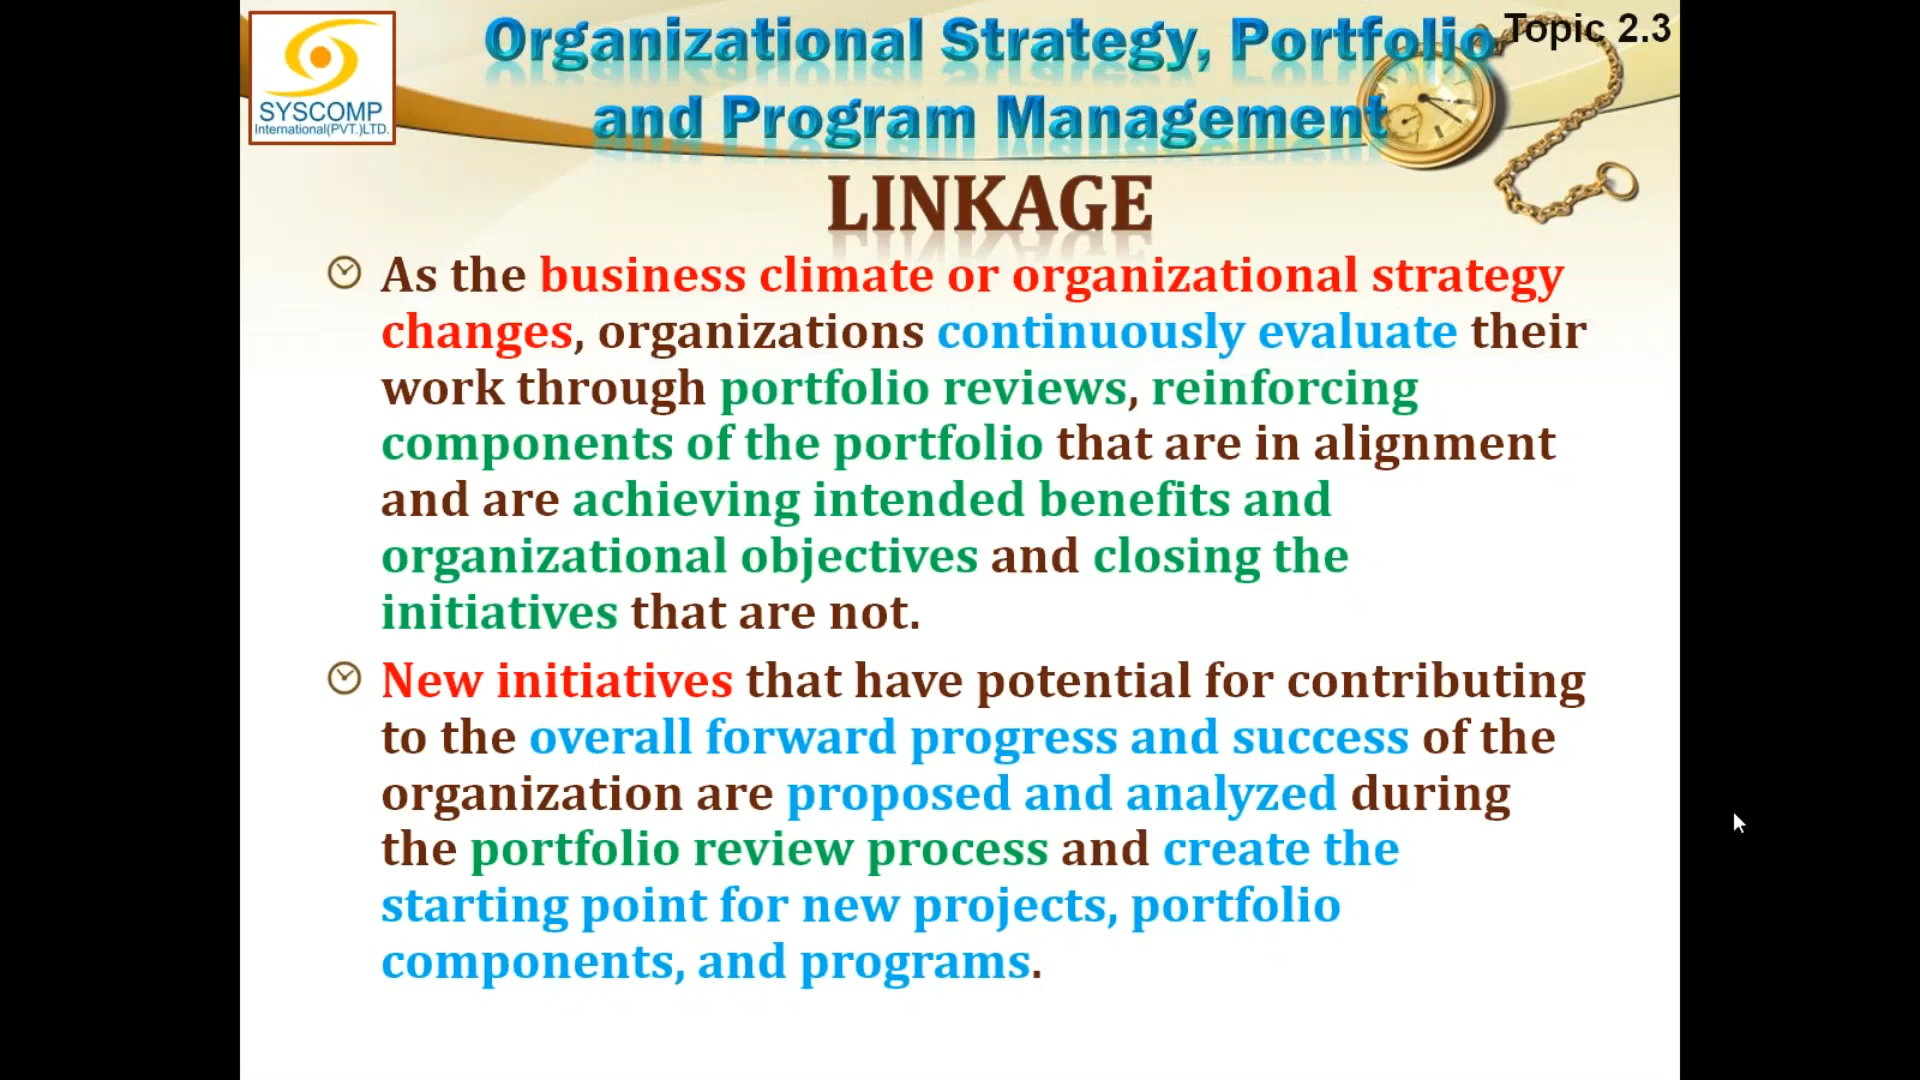 SYSCOMP
International(PVT.)LTD.
Organizational Strategy, Portfolio
and Program Management
Topic 2.3
LINKAGE
As the business climate or organizational strategy
changes, organizations continuously evaluate their
work through portfolio reviews, reinforcing
components of the portfolio that are in alignment
and are achieving intended benefits and
organizational objectives and closing the
initiatives that are not.
New initiatives that have potential for contributing
to the overall forward progress and success of the
organization are proposed and analyzed during
the portfolio review process and create the
starting point for new projects, portfolio
components, and programs.